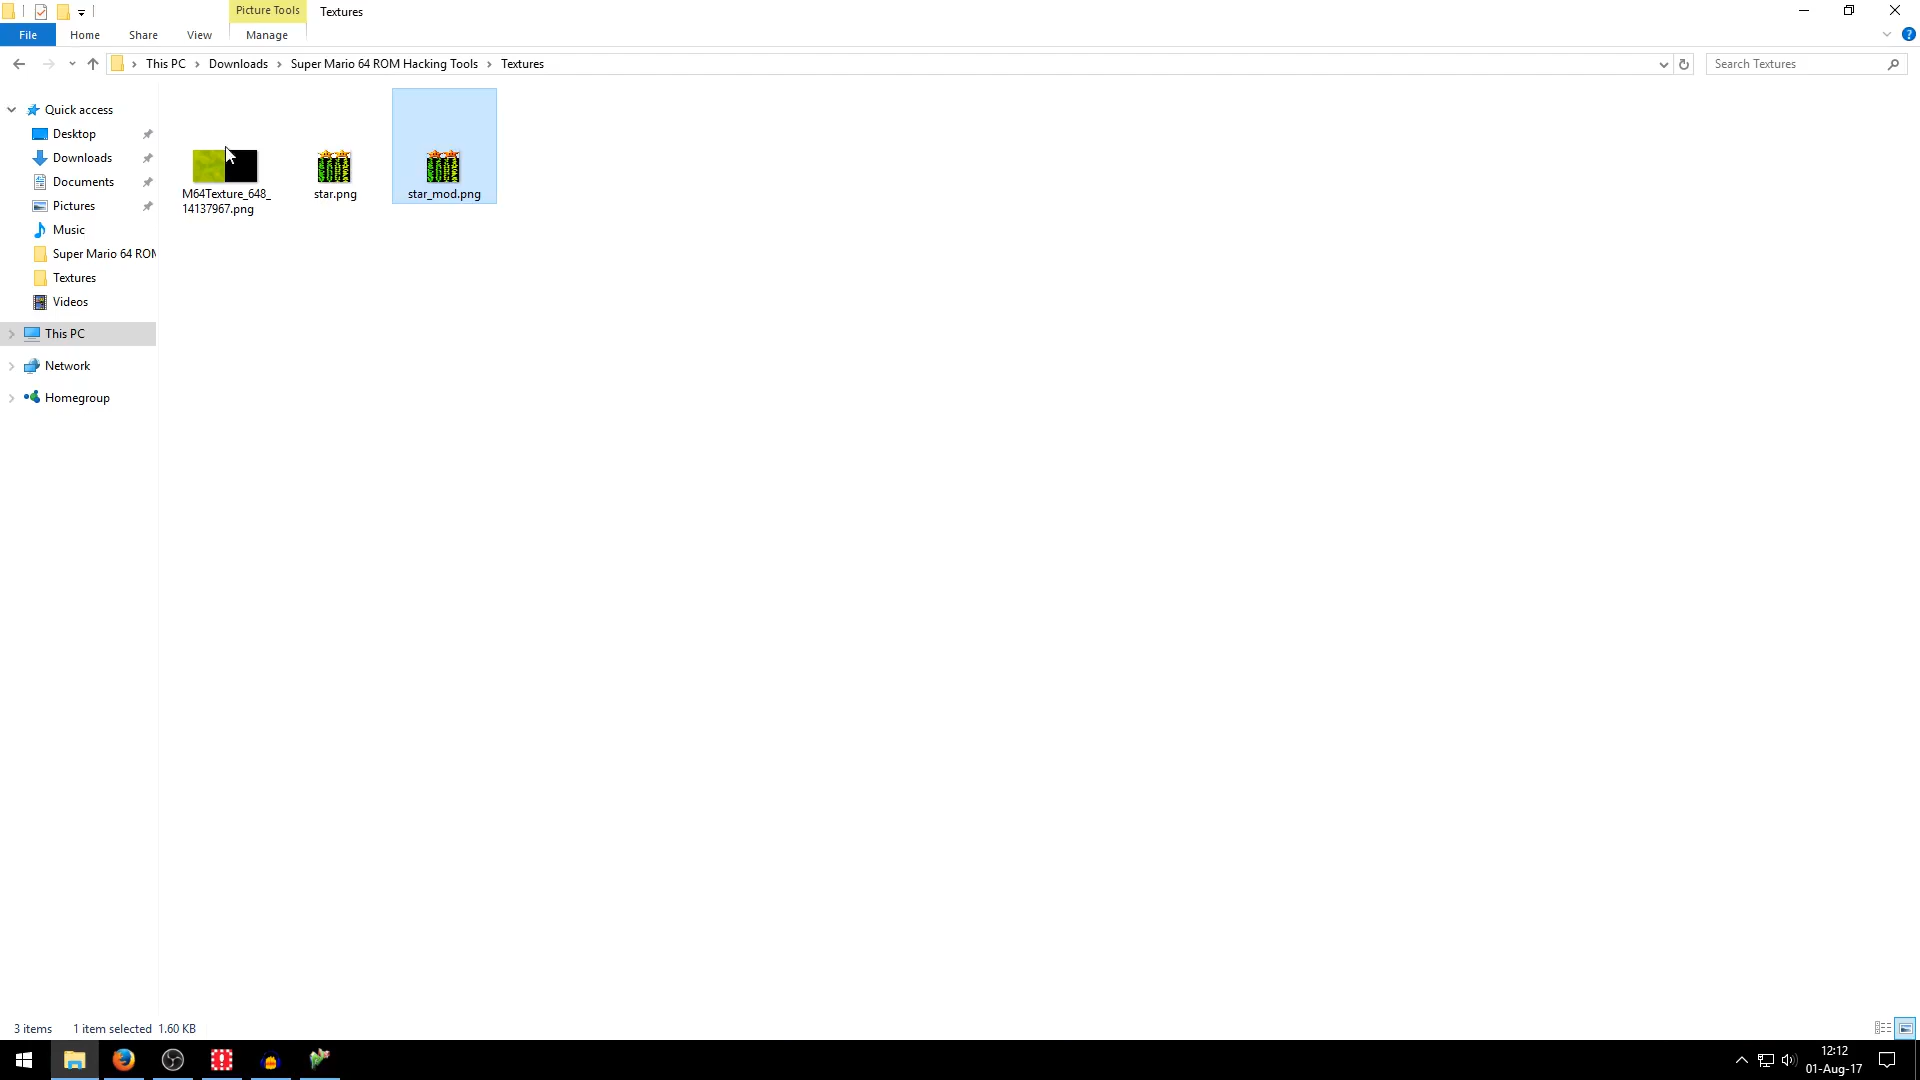 Picture Tools
Textures
File
Home
Share
View
Manage
This PC
Downloads
Super Mario 64 ROM Hacking Tools
Textures
Search Textures
Quick access
Desktop
Downloads
Documents
Pictures
Music
Super Mario 64 ROM
Textures
Videos
This PC
Network
Homegroup
M64Texture_648_
14137967.png
star.png
star_mod.png
3 items
1 item selected 1.60 KB
12:12
01-Aug-17